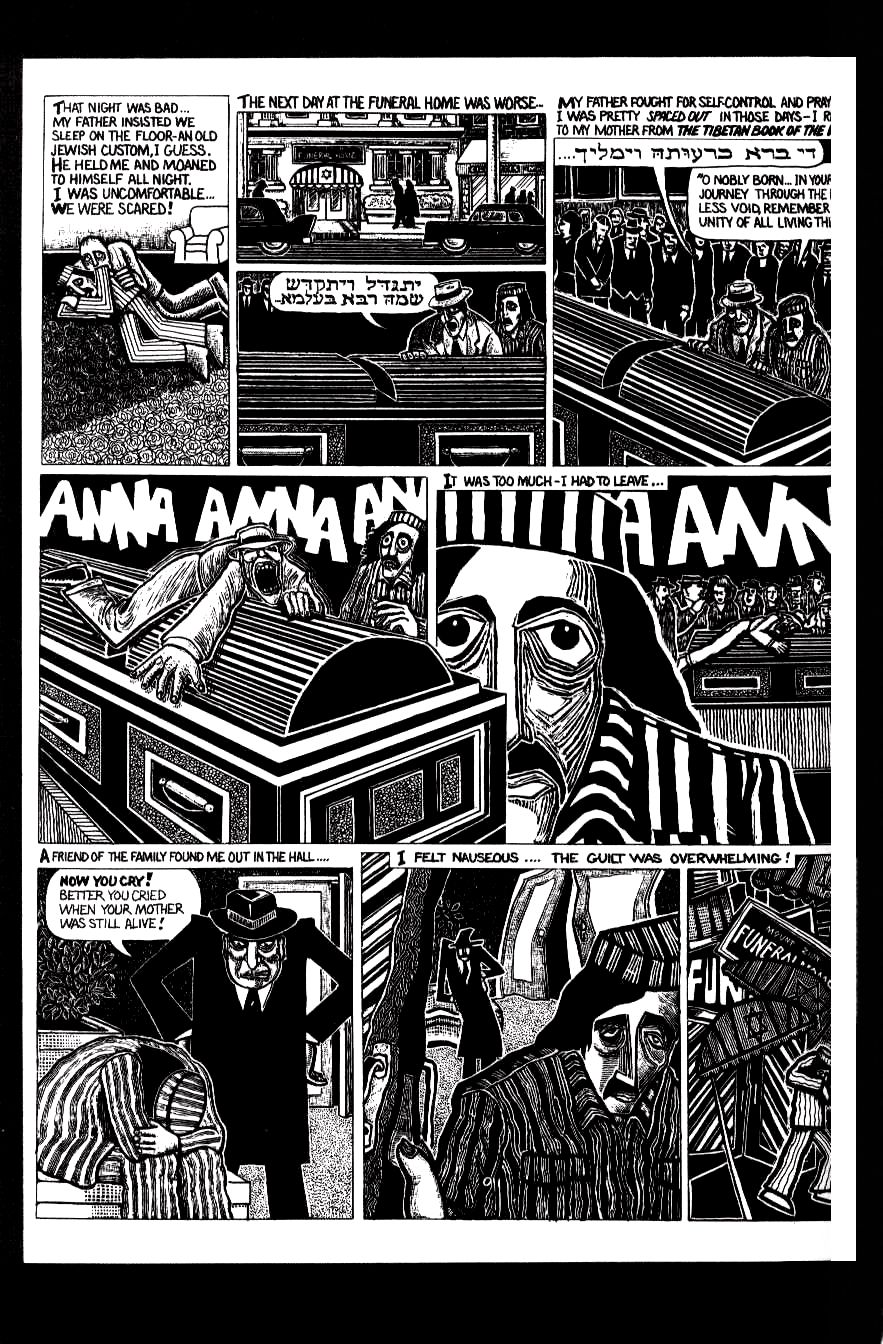 THAT NIGHT WAS BAD...
MY FATHER INSISTED WE
SLEEP ON THE FLOOR-AN OLD
JEWISH CUSTOM, I GUESS.
HE HELD ME AND MOANED
TO HIMSELF ALL NIGHT.
I WAS UNCOMFORTABLE...
WE WERE SCARED!
THE NEXT DAY AT THE FUNERAL HOME WAS WORSE...
FUNERAL HOME
יתגדל ויתקדש
שמה רבא בעלמא...
MY FATHER FOUGHT FOR SELF-CONTROL AND PRAY
I WAS PRETTY SPACED OUT IN THOSE DAYS - I R
TO MY MOTHER FROM THE TIBETAN BOOK OF THE
די ברא כרעותה וימליך....
"O NOBLY BORN... IN YOUR
JOURNEY THROUGH THE
LESS VOID, REMEMBER
UNITY OF ALL LIVING THI
ANNA ANNA AN
IT WAS TOO MUCH - I HAD TO LEAVE...
A ANN
A FRIEND OF THE FAMILY FOUND ME OUT IN THE HALL....
NOW YOU CRY!
BETTER YOU CRIED
WHEN YOUR MOTHER
WAS STILL ALIVE!
I FELT NAUSEOUS .... THE GUILT WAS OVERWHELMING!
FUNERAL
FUN